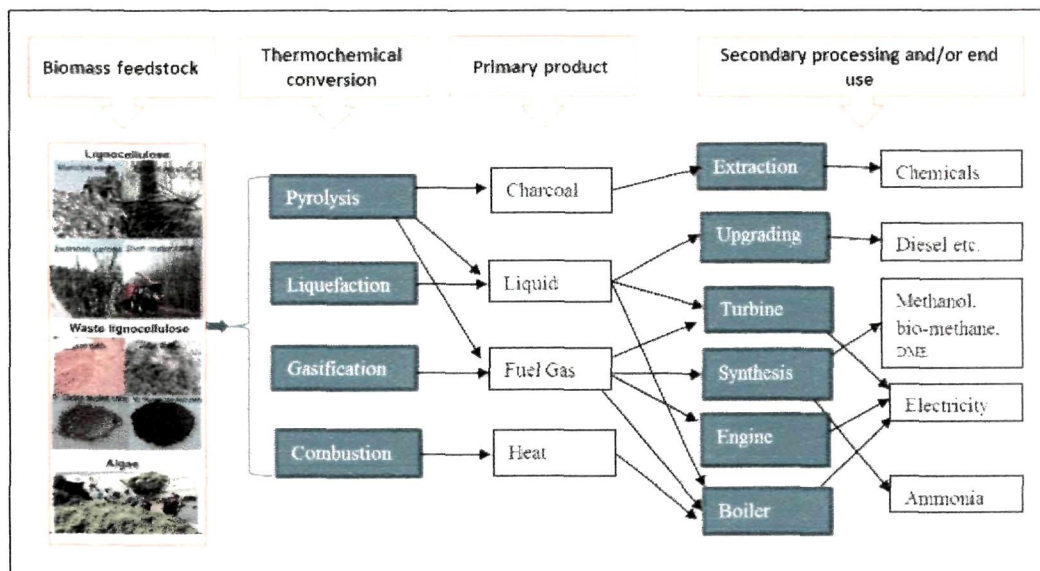 Biomass feedstock
Thermochemical
conversion
Primary product
Secondary processing and/or end
use
Lignocellulose
Waste lignocellulose
Algae
Pyrolysis
Liquefaction
Gasification
Combustion
Charcoal
Liquid
Fuel Gas
Heat
Extraction
Upgrading
Turbine
Synthesis
Engine
Boiler
Chemicals
Diesel etc.
Methanol.
bio-methane.
DME
Electricity
Ammonia